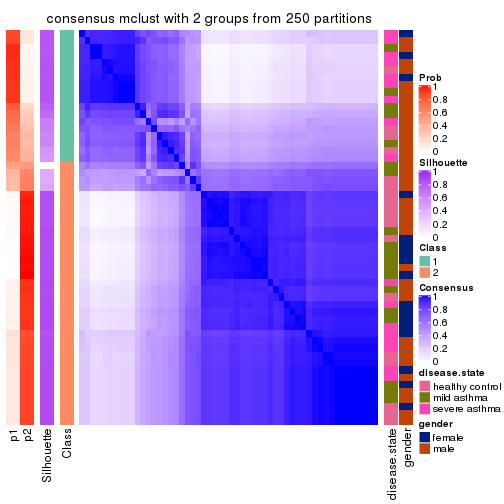 consensus mclust with 2 groups from 250 partitions
Prob
1
0.8
0.6
0.4
0.2
0
Silhouette
1
0.8
0.6
0.4
0.2
0
Class
1
2
Consensus
1
0.8
0.6
0.4
0.2
0
disease.state
healthy control
mild asthma
severe asthma
gender
female
male
p1
p2
Silhouette
Class
disease.state
gender